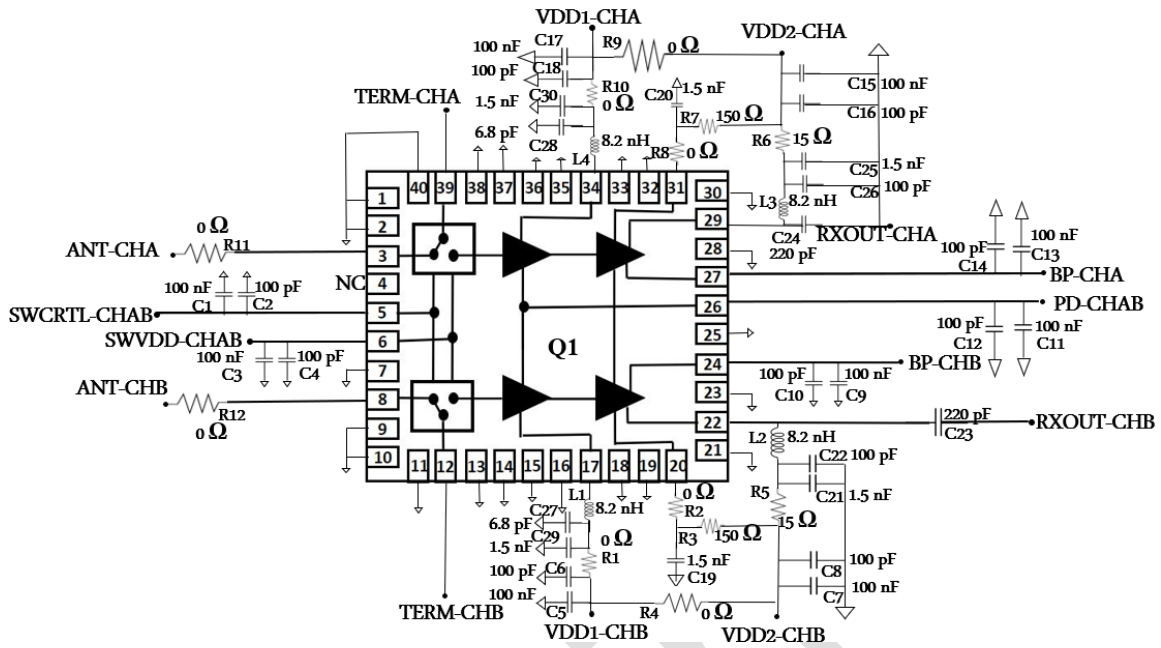 VDD1-CHA
VDD2-CHA
100 nF C17 R9 0 Ω
100 pF C18
R10
0 Ω
1.5 nF C30
6.8 pF C28
8.2 nH
L4
C20 1.5 nF
R7 150 Ω
R8 0 Ω
R6 15 Ω
C15 100 nF
C16 100 pF
C25 1.5 nF
C26 100 pF
L3 8.2 nH
C24
220 pF
RXOUT-CHA
TERM-CHA
40 39 38 37 36 35 34 33 32 31
1
2
3
4
5
6
7
8
9
10
30
29
28
27
26
25
24
23
22
21
11 12 13 14 15 16 17 18 19 20
Q1
0 Ω
ANT-CHA R11
NC
100 nF 100 pF
C1 C2
SWCRTL-CHAB
SWVDD-CHAB
100 nF 100 pF
C3 C4
ANT-CHB
R12
0 Ω
100 pF 100 nF
C14 C13
BP-CHA
PD-CHAB
100 pF 100 nF
C12 C11
BP-CHB
100 pF 100 nF
C10 C9
220 pF
C23
RXOUT-CHB
L2 8.2 nH
C22 100 pF
C21 1.5 nF
R5
15 Ω
C8 100 pF
C7 100 nF
L1
8.2 nH
6.8 pF C27
1.5 nF C29
0 Ω
R1
100 pF C6
100 nF C5
0 Ω
R2
R3 150 Ω
1.5 nF
C19
R4 0 Ω
TERM-CHB
VDD1-CHB
VDD2-CHB